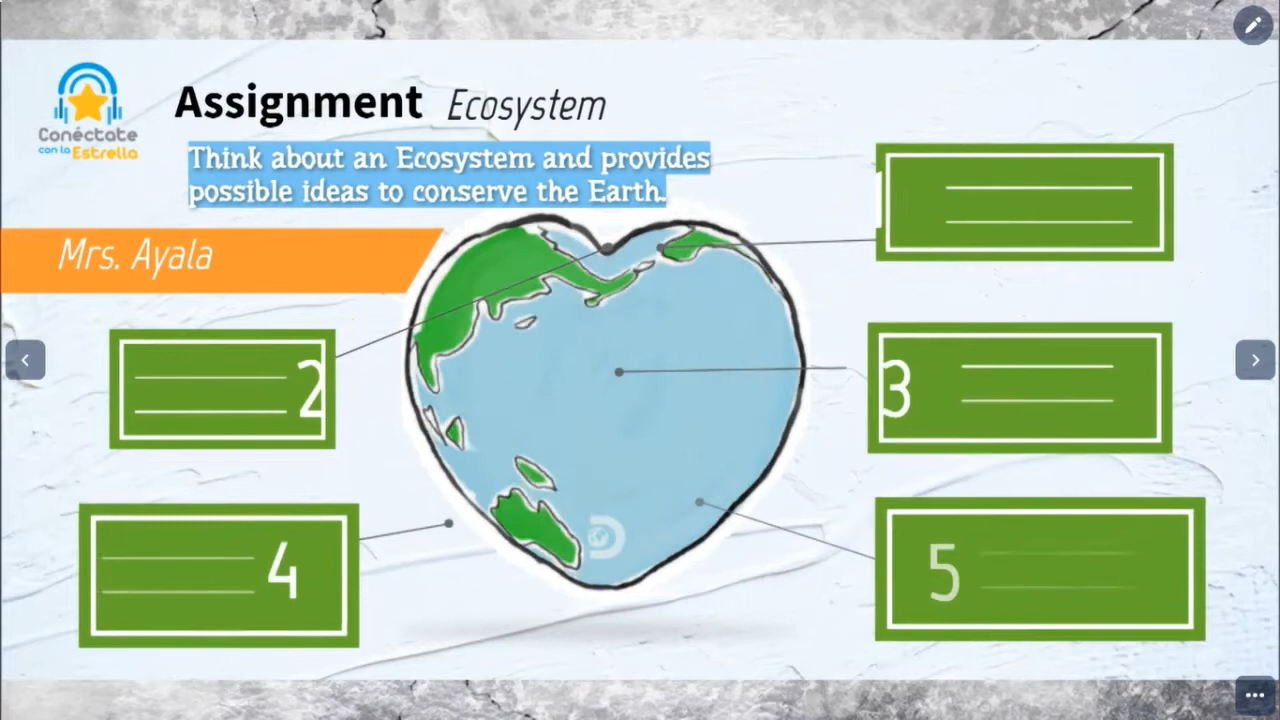 Conéctate
con la Estrella
Assignment Ecosystem
Think about an Ecosystem and provides
possible ideas to conserve the Earth.
Mrs. Ayala
2
3
4
5